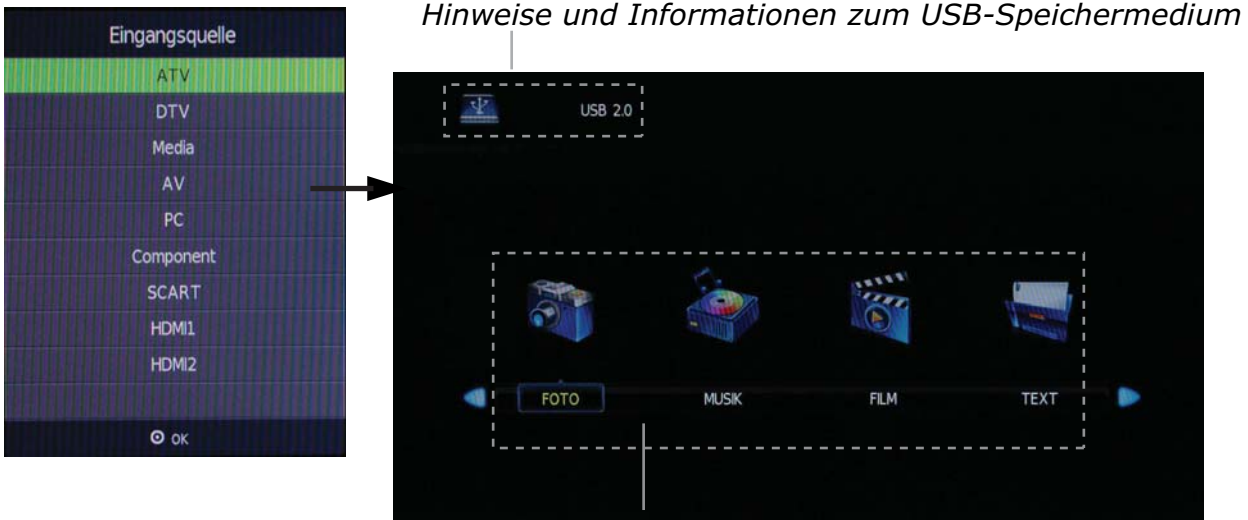 Hinweise und Informationen zum USB-Speichermedium
Eingangsquelle
ATV
DTV
Media
AV
PC
Component
SCART
HDMI1
HDMI2
OK
USB 2.0
FOTO
MUSIK
FILM
TEXT